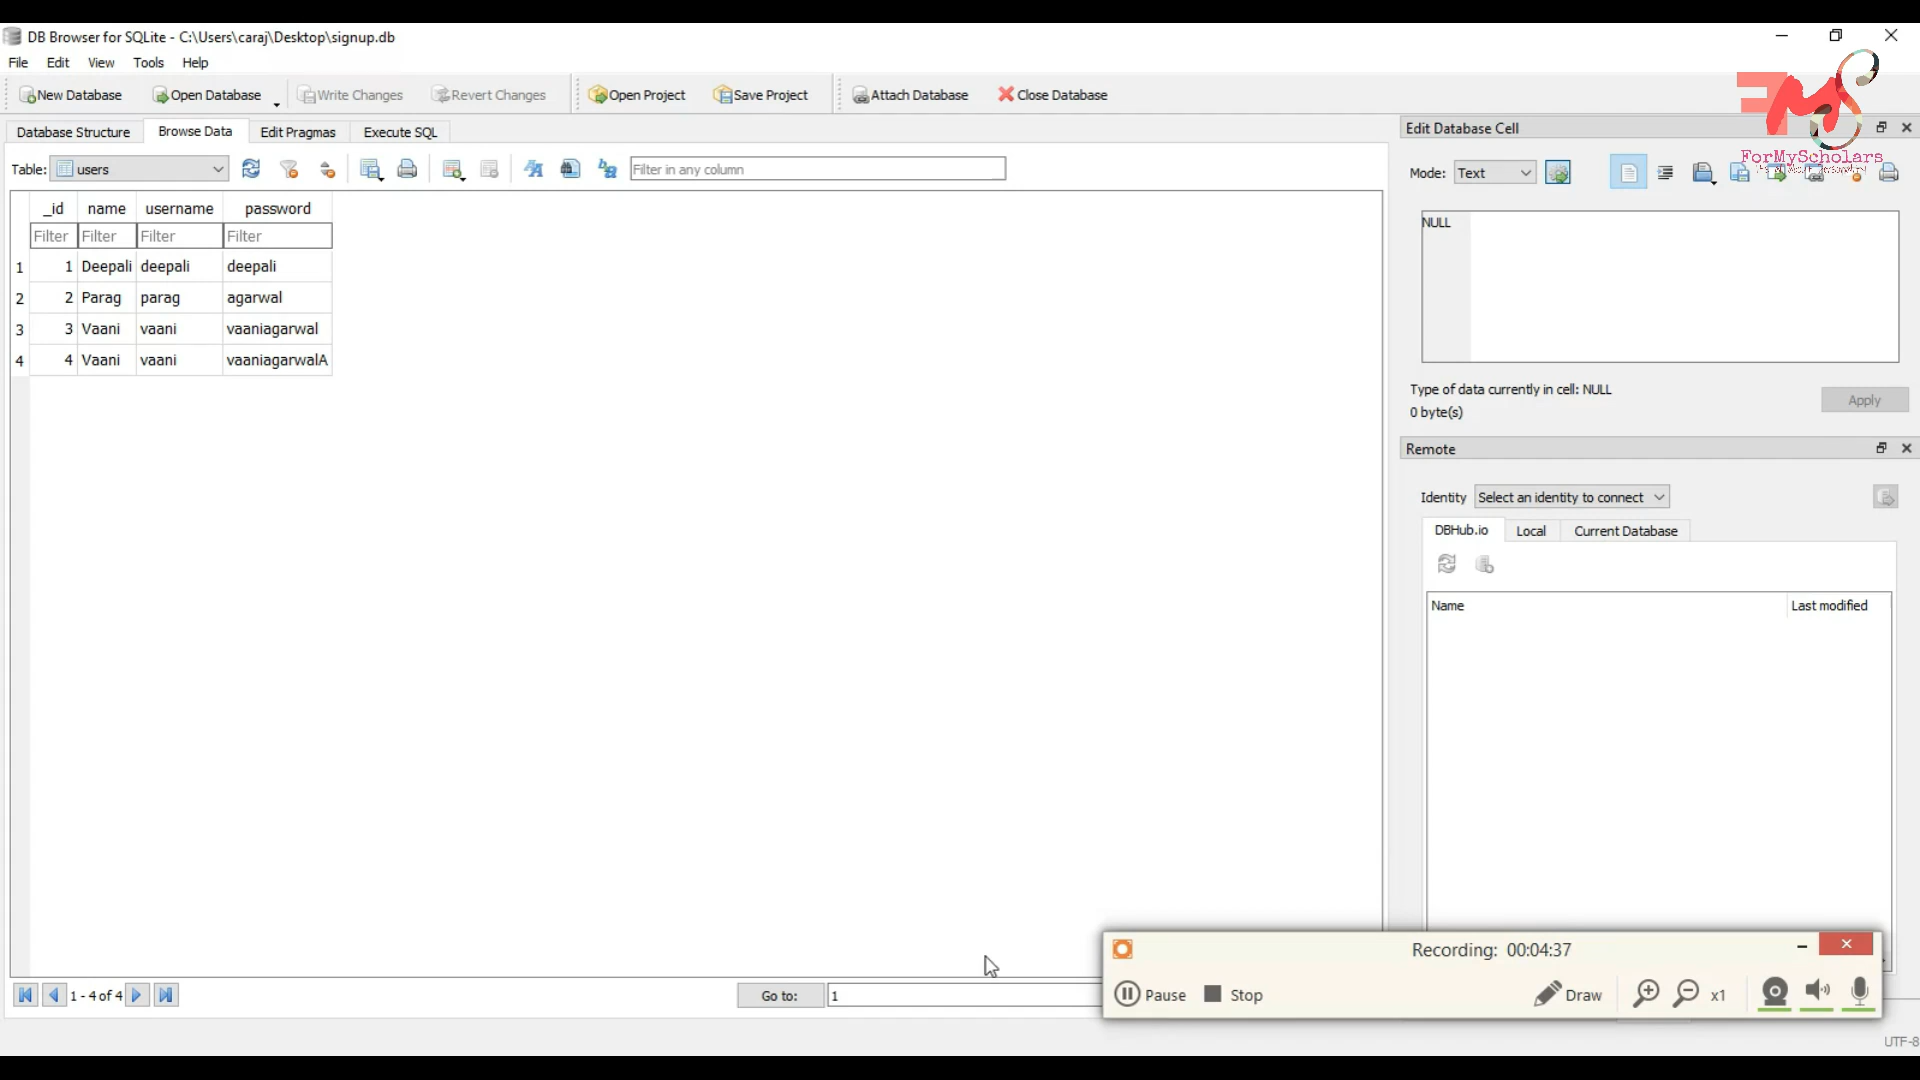 DB Browser for SQLite - C:\Users\caraj\Desktop\signup.db
File Edit View Tools Help
New Database Open Database Write Changes Revert Changes Open Project Save Project Attach Database Close Database
Database Structure Browse Data Edit Pragmas Execute SQL
Table: users Filter in any column
_id name username password
Filter Filter Filter Filter
1 1 Deepali deepali deepali
2 2 Parag parag agarwal
3 3 Vaani vaani vaaniagarwal
4 4 Vaani vaani vaaniagarwalA
1 - 4 of 4 Go to: 1
Edit Database Cell
ForMyScholars
Mode: Text
NULL
Type of data currently in cell: NULL
0 byte(s)
Apply
Remote
Identity Select an identity to connect
DBHub.io Local Current Database
Name Last modified
Recording: 00:04:37
Pause Stop Draw x1
UTF-8